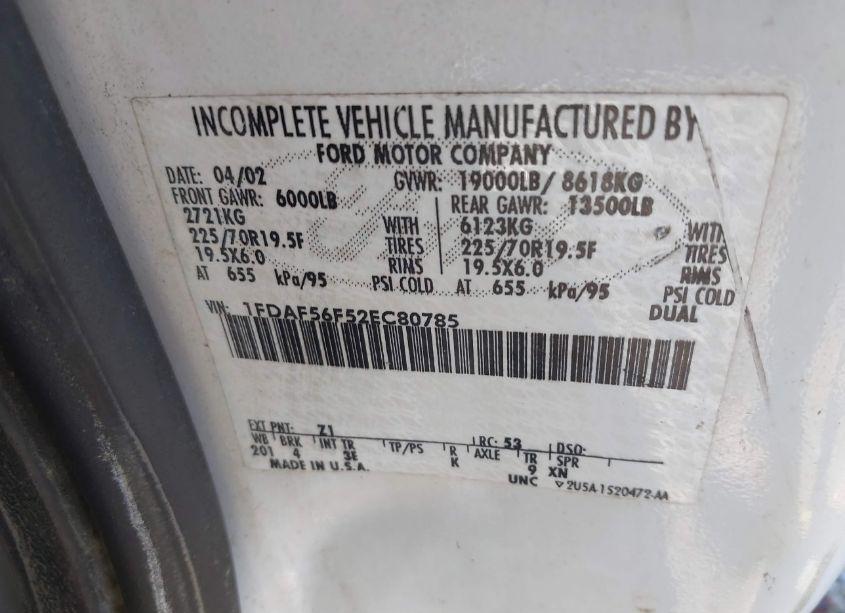 INCOMPLETE VEHICLE MANUFACTURED BY
FORD MOTOR COMPANY
DATE: 04/02 GVWR: 19000LB/ 8618KG
FRONT GAWR: 6000LB REAR GAWR: 13500LB
2721KG WITH 6123KG WITH
225/70R19.5F TIRES 225/70R19.5F TIRES
19.5X6.0 RIMS 19.5X6.0 RIMS
AT 655 kPa/95 PSI COLD AT 655 kPa/95 PSI COLD
DUAL
VIN: 1FDAF56F52EC80785
EXT PNT: Z1 RC: 53 DSO:
WB BRK INT TR TP/PS R AXLE TR SPR
201 4 3E K 9 XN
MADE IN U.S.A.
UNC 2U5A-1520472-AA